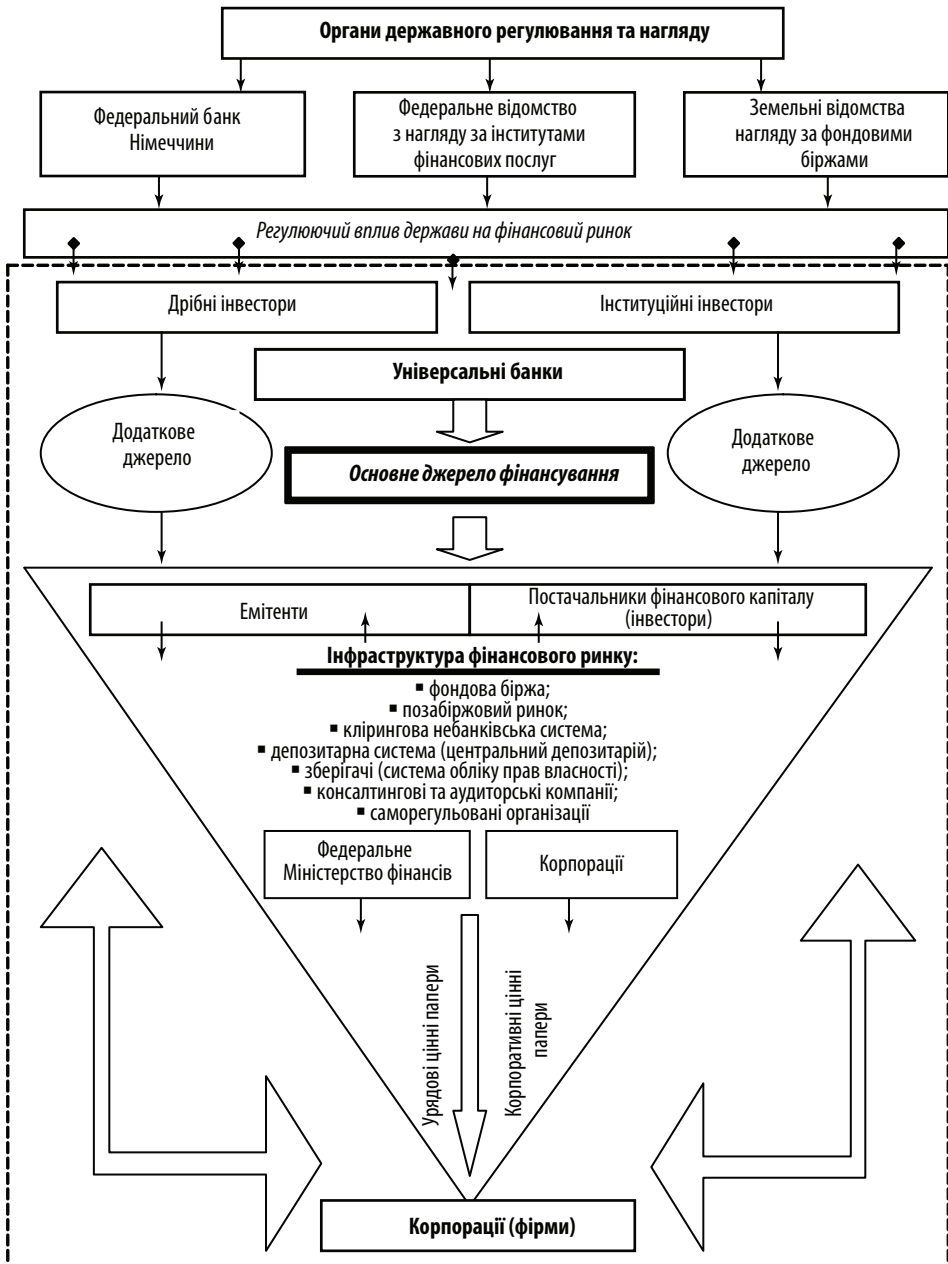 Органи державного регулювання та нагляду
Федеральний банк
Німеччини
Федеральне відомство
з нагляду за інститутами
фінансових послуг
Земельні відомства
нагляду за фондовими
біржами
Регулюючий вплив держави на фінансовий ринок
Дрібні інвестори
Інституційні інвестори
Універсальні банки
Додаткове
джерело
Основне джерело фінансування
Додаткове
джерело
Емітенти
Постачальники фінансового капіталу
(інвестори)
Інфраструктура фінансового ринку:
▪ фондова біржа;
▪ позабіржовий ринок;
▪ клірингова небанківська система;
▪ депозитарна система (центральний депозитарій);
▪ зберігачі (система обліку прав власності);
▪ консалтингові та аудиторські компанії;
▪ саморегульовані організації
Федеральне
Міністерство фінансів
Корпорації
Урядові цінні папери
Корпоративні цінні
папери
Корпорації (фірми)